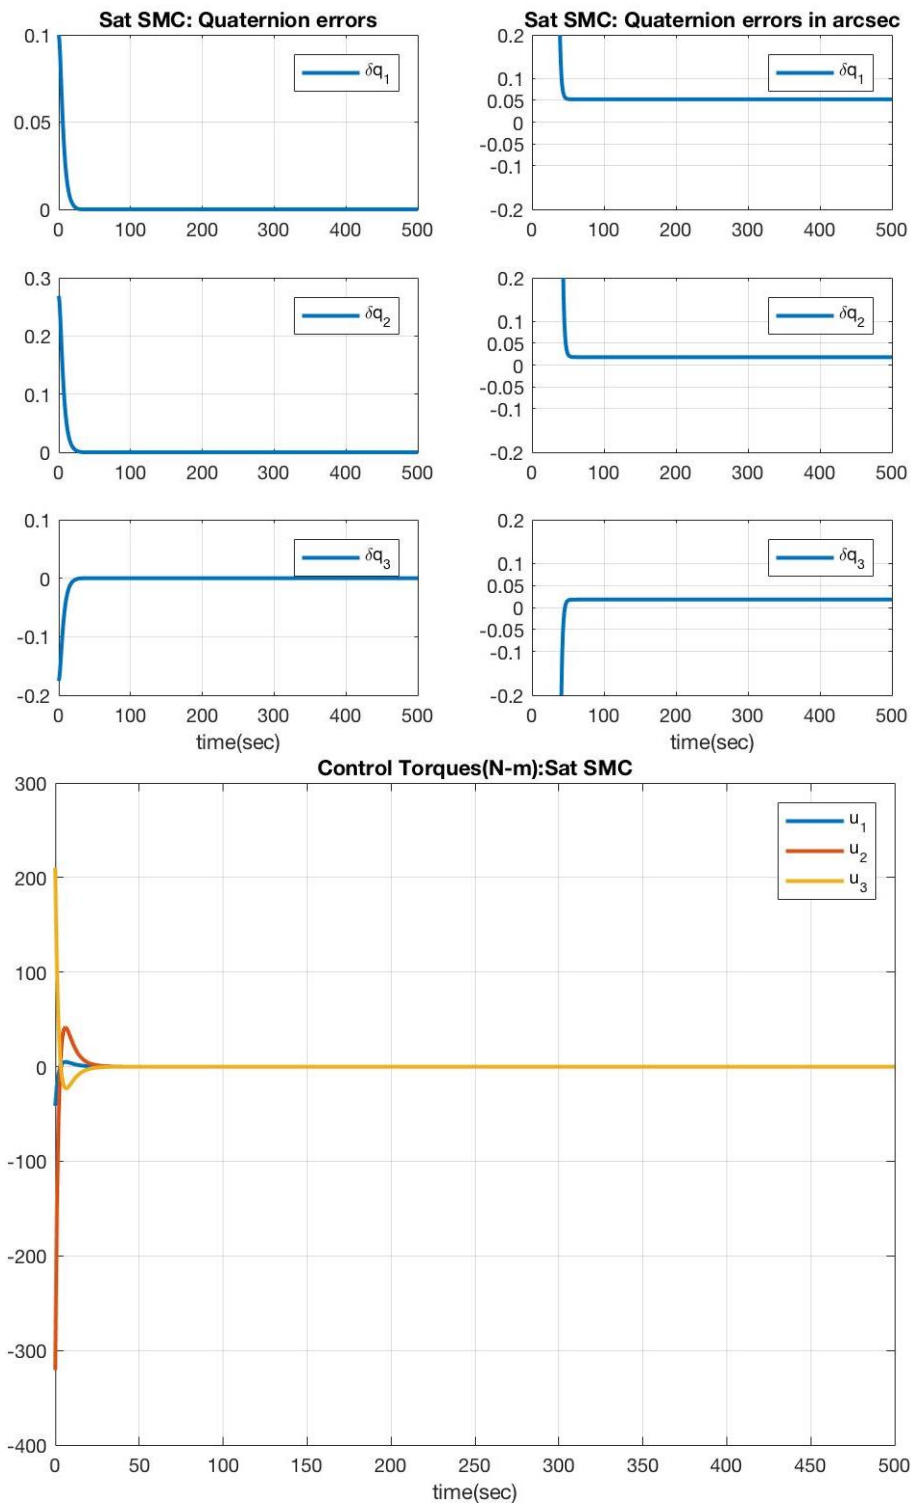 Sat SMC: Quaternion errors
0.1
0.05
0
δq₁
0 100 200 300 400 500
Sat SMC: Quaternion errors in arcsec
0.2
0.1
0.05
0
-0.05
-0.1
-0.2
δq₁
0 100 200 300 400 500
0.3
0.2
0.1
0
δq₂
0 100 200 300 400 500
0.2
0.1
0.05
0
-0.05
-0.1
-0.2
δq₂
0 100 200 300 400 500
0.1
0
-0.1
-0.2
δq₃
0 100 200 300 400 500
time(sec)
0.2
0.1
0.05
0
-0.05
-0.1
-0.2
δq₃
0 100 200 300 400 500
time(sec)
Control Torques(N-m):Sat SMC
300
200
100
0
-100
-200
-300
-400
u₁
u₂
u₃
0 50 100 150 200 250 300 350 400 450 500
time(sec)